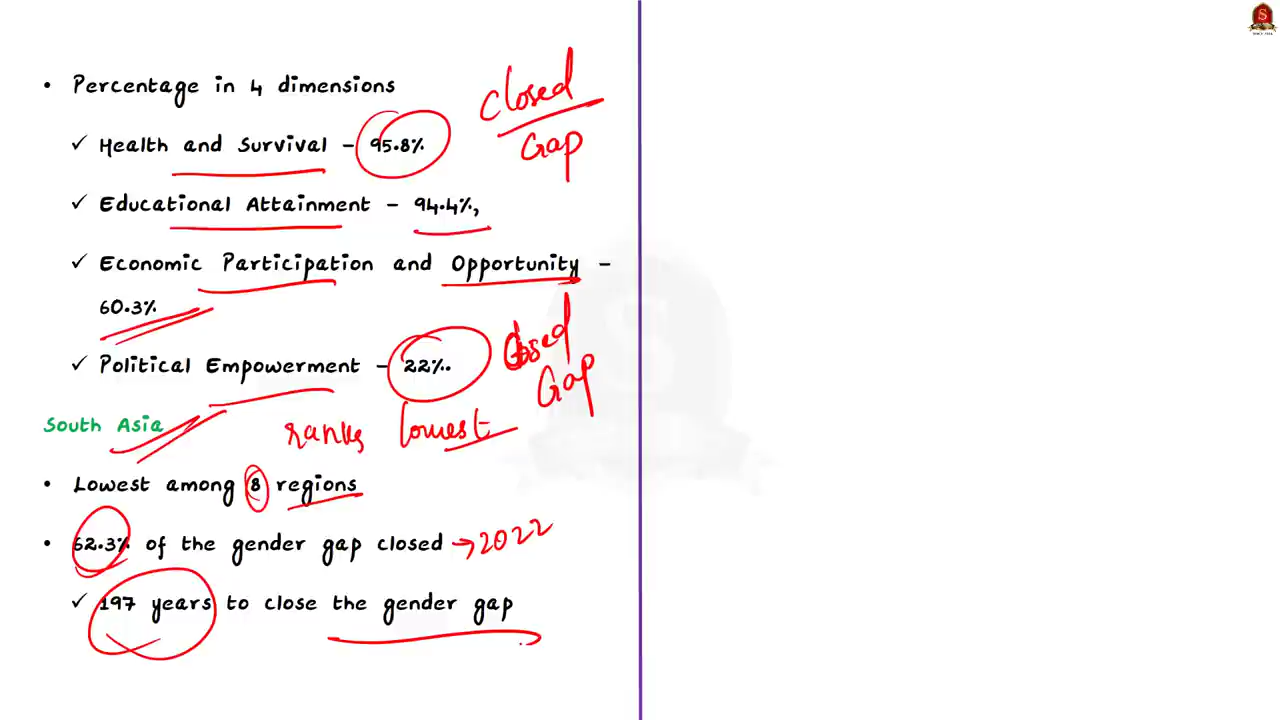 • Percentage in 4 dimensions
closed
Gap
✓ Health and Survival - 95.8%
✓ Educational Attainment - 94.4%,
✓ Economic Participation and Opportunity -
60.3%
✓ Political Empowerment - 22%.
closed
Gap
South Asia
ranks lowest
• Lowest among 8 regions
• 62.3% of the gender gap closed → 2022
✓ 197 years to close the gender gap
S